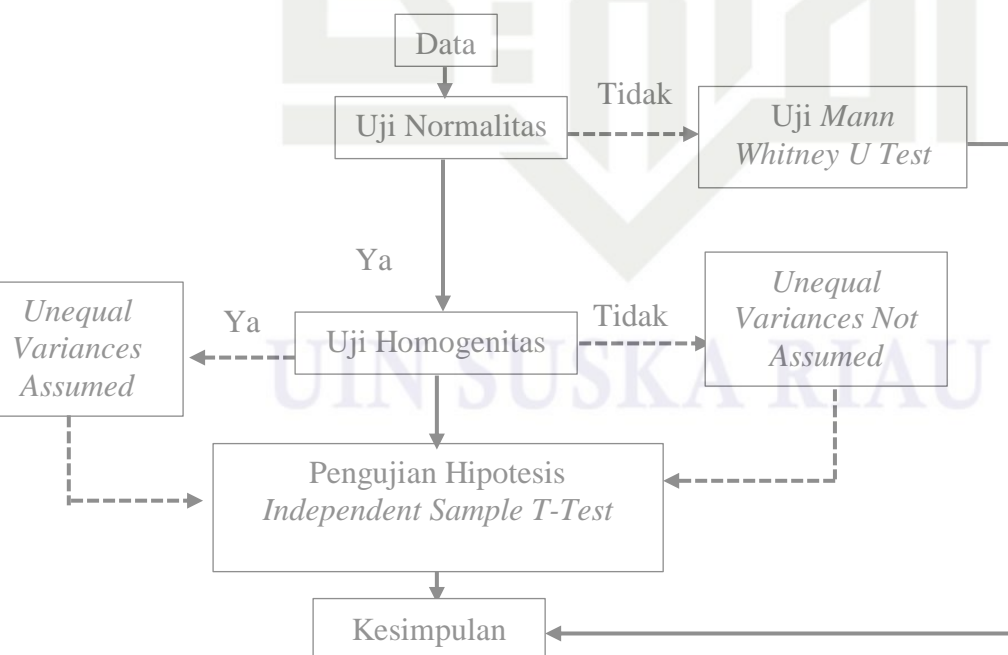 Data
Tidak
Uji Normalitas
Uji Mann
Whitney U Test
Ya
Unequal
Variances
Assumed
Ya
Uji Homogenitas
Tidak
Unequal
Variances Not
Assumed
UIN SUSKA RIAU
Pengujian Hipotesis
Independent Sample T-Test
Kesimpulan